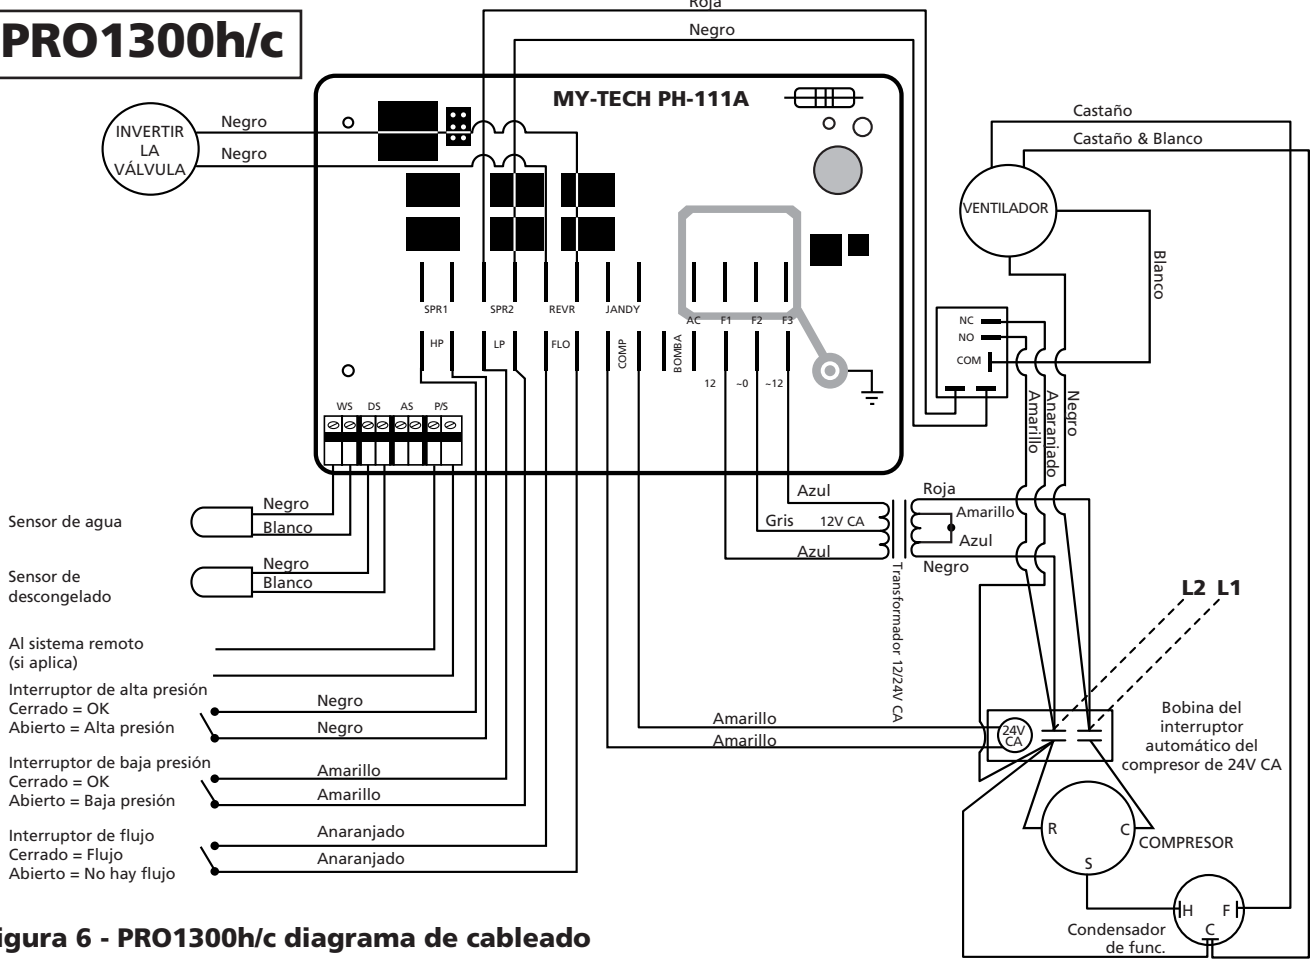 Roja
Negro
PRO1300h/c
MY-TECH PH-111A
INVERTIR
LA
VÁLVULA
Negro
Negro
Castaño
Castaño & Blanco
VENTILADOR
Blanco
SPR1
SPR2
REVR
JANDY
AC
F1
F2
F3
HP
LP
FLO
COMP
BOMBA
12
~0
~12
NC
NO
COM
Amarillo
Anaranjado
Negro
WS
DS
AS
P/S
Sensor de agua
Negro
Blanco
Sensor de
descongelado
Negro
Blanco
Azul
Gris
12V CA
Azul
Roja
Amarillo
Azul
Negro
Transformador 12/24V CA
L2 L1
Al sistema remoto
(si aplica)
Interruptor de alta presión
Cerrado = OK
Abierto = Alta presión
Negro
Negro
Amarillo
Amarillo
24V
CA
Bobina del
interruptor
automático del
compresor de 24V CA
Interruptor de baja presión
Cerrado = OK
Abierto = Baja presión
Amarillo
Amarillo
Interruptor de flujo
Cerrado = Flujo
Abierto = No hay flujo
Anaranjado
Anaranjado
R
C
S
COMPRESOR
H
F
C
Condensador
de func.
igura 6 - PRO1300h/c diagrama de cableado